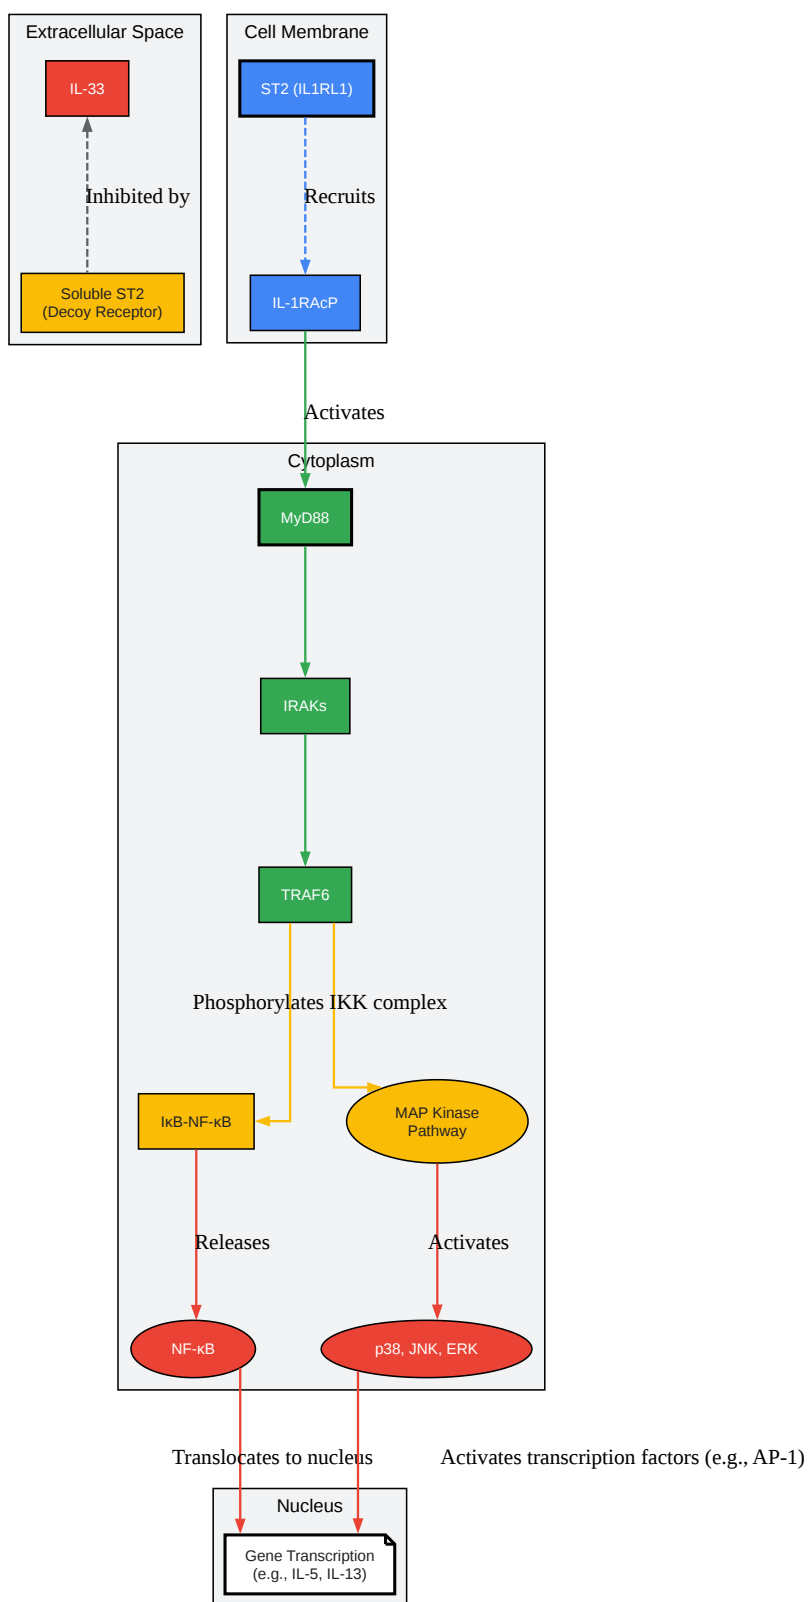 Extracellular Space
Cell Membrane
IL-33
ST2 (IL1RL1)
Inhibited by
Recruits
Soluble ST2
(Decoy Receptor)
IL-1RAcP
Activates
Cytoplasm
MyD88
IRAKs
TRAF6
Phosphorylates IKK complex
IκB-NF-κB
MAP Kinase
Pathway
Releases
Activates
NF-κB
p38, JNK, ERK
Translocates to nucleus
Activates transcription factors (e.g., AP-1)
Nucleus
Gene Transcription
(e.g., IL-5, IL-13)